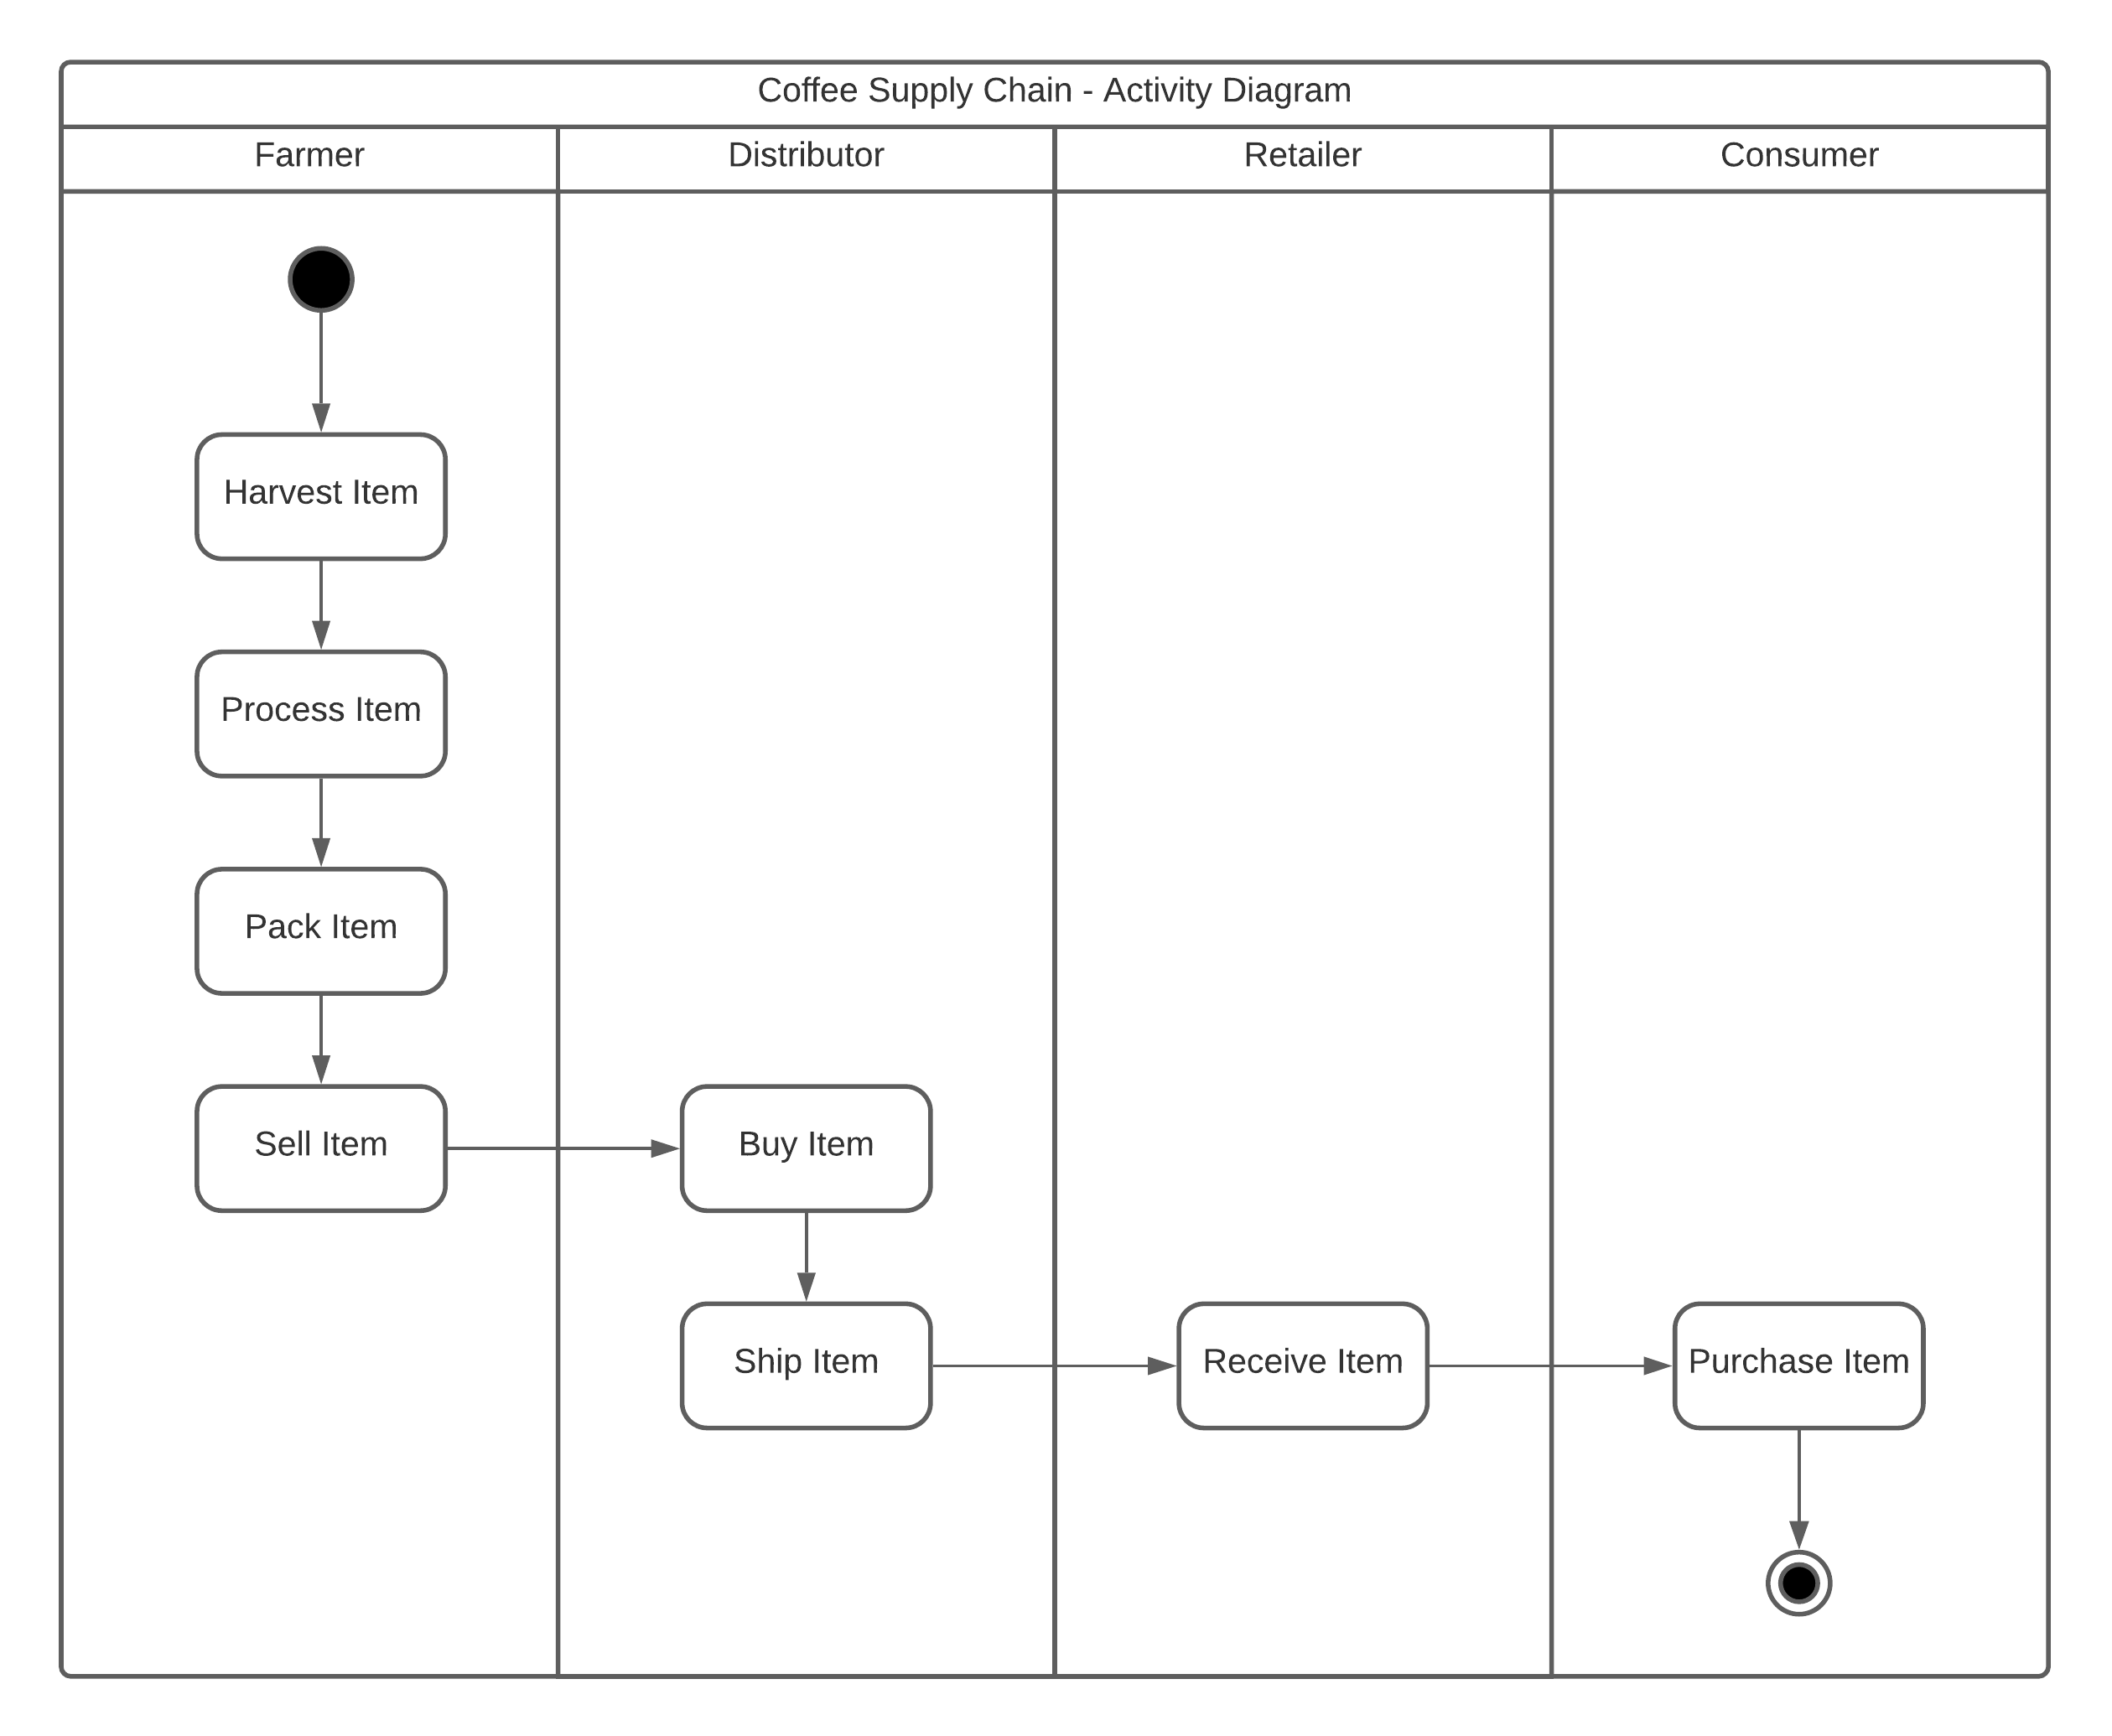 Coffee Supply Chain - Activity Diagram
Farmer
Distributor
Retailer
Consumer
Harvest Item
Process Item
Pack Item
Sell Item
Buy Item
Ship Item
Receive Item
Purchase Item